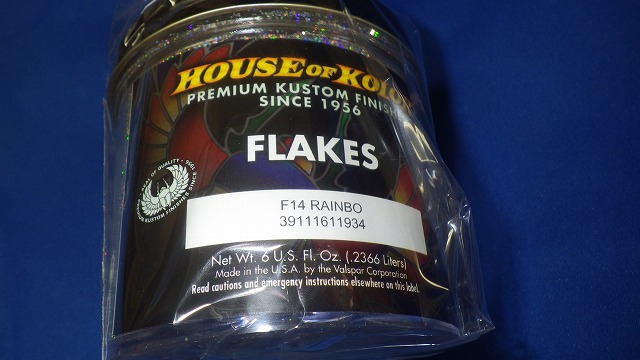 HOUSE OF KOLOR
PREMIUM KUSTOM FINISHES
SINCE 1956
FLAKES
F14 RAINBO
39111611934
Net Wt. 6 U.S. Fl. Oz. (.2366 Liters)
Made in the U.S.A. by the Valspar Corporation
Read cautions and emergency instructions elsewhere on this label.